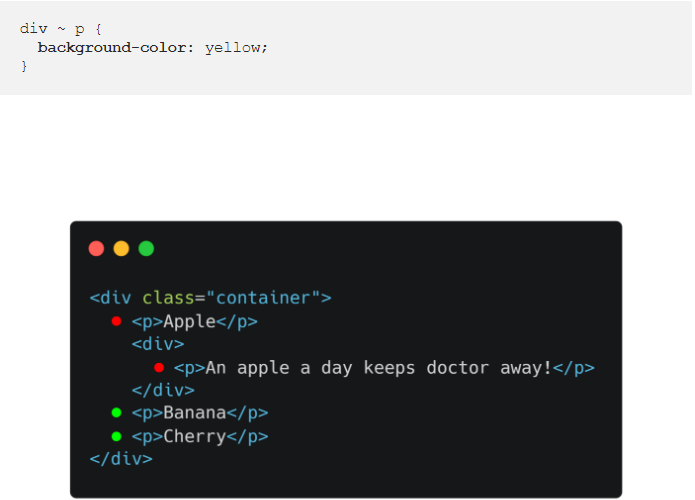 div ~ p {
  background-color: yellow;
}
<div class="container">
<p>Apple</p>
<div>
<p>An apple a day keeps doctor away!</p>
</div>
<p>Banana</p>
<p>Cherry</p>
</div>